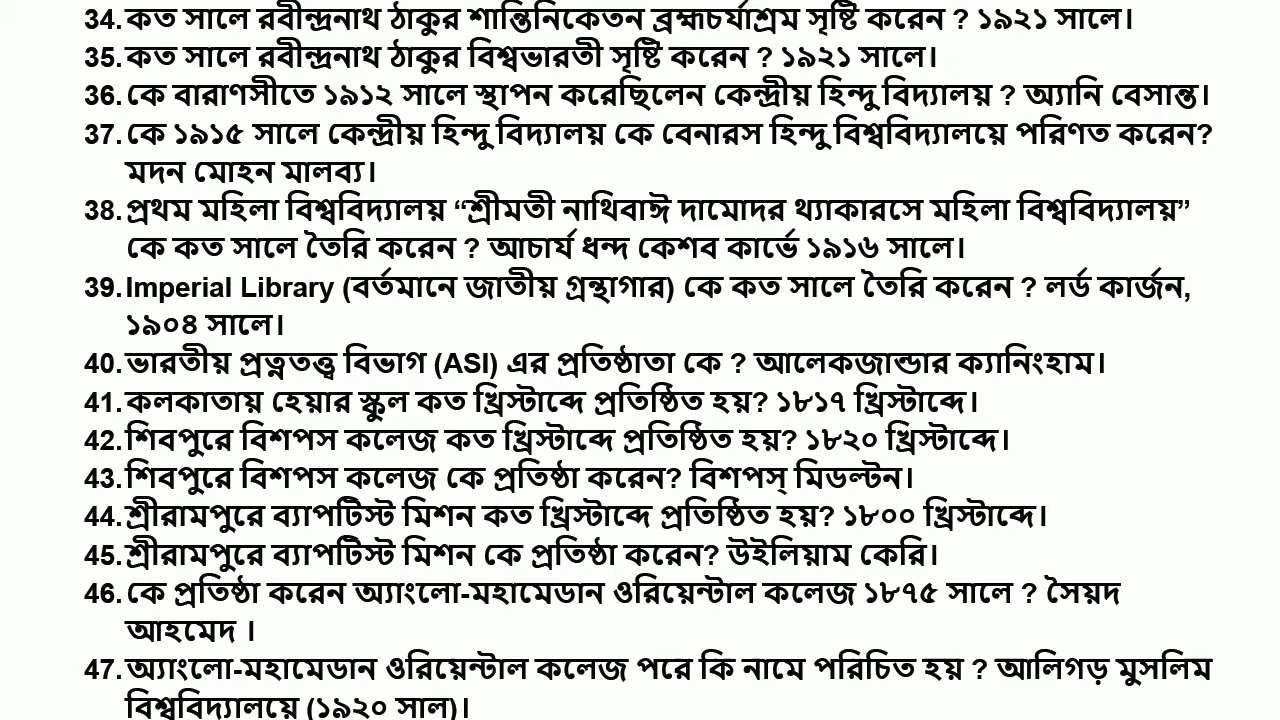 34. কত সালে রবীন্দ্রনাথ ঠাকুর শান্তিনিকেতন ব্রহ্মচর্যাশ্রম সৃষ্টি করেন ? ১৯২১ সালে।
35. কত সালে রবীন্দ্রনাথ ঠাকুর বিশ্বভারতী সৃষ্টি করেন ? ১৯২১ সালে।
36. কে বারাণসীতে ১৯১২ সালে স্থাপন করেছিলেন কেন্দ্রীয় হিন্দু বিদ্যালয় ? অ্যানি বেসান্ত।
37. কে ১৯১৫ সালে কেন্দ্রীয় হিন্দু বিদ্যালয় কে বেনারস হিন্দু বিশ্ববিদ্যালয়ে পরিণত করেন?
মদন মোহন মালব্য।
38. প্রথম মহিলা বিশ্ববিদ্যালয় “শ্রীমতী নাথিবাঈ দামোদর থ্যাকারসে মহিলা বিশ্ববিদ্যালয়”
কে কত সালে তৈরি করেন ? আচার্য ধন্দ কেশব কার্ভে ১৯১৬ সালে।
39. Imperial Library (বর্তমানে জাতীয় গ্রন্থাগার) কে কত সালে তৈরি করেন ? লর্ড কার্জন,
১৯০৪ সালে।
40. ভারতীয় প্রত্নতত্ত্ব বিভাগ (ASI) এর প্রতিষ্ঠাতা কে ? আলেকজান্ডার ক্যানিংহাম।
41. কলকাতায় হেয়ার স্কুল কত খ্রিস্টাব্দে প্রতিষ্ঠিত হয়? ১৮১৭ খ্রিস্টাব্দে।
42. শিবপুরে বিশপস কলেজ কত খ্রিস্টাব্দে প্রতিষ্ঠিত হয়? ১৮২০ খ্রিস্টাব্দে।
43. শিবপুরে বিশপস কলেজ কে প্রতিষ্ঠা করেন? বিশপস্ মিডল্টন।
44. শ্রীরামপুরে ব্যাপটিস্ট মিশন কত খ্রিস্টাব্দে প্রতিষ্ঠিত হয়? ১৮০০ খ্রিস্টাব্দে।
45. শ্রীরামপুরে ব্যাপটিস্ট মিশন কে প্রতিষ্ঠা করেন? উইলিয়াম কেরি।
46. কে প্রতিষ্ঠা করেন অ্যাংলো-মহামেডান ওরিয়েন্টাল কলেজ ১৮৭৫ সালে ? সৈয়দ
আহমেদ ।
47. অ্যাংলো-মহামেডান ওরিয়েন্টাল কলেজ পরে কি নামে পরিচিত হয় ? আলিগড় মুসলিম
বিশ্ববিদ্যালয়ে (১৯২০ সাল)।